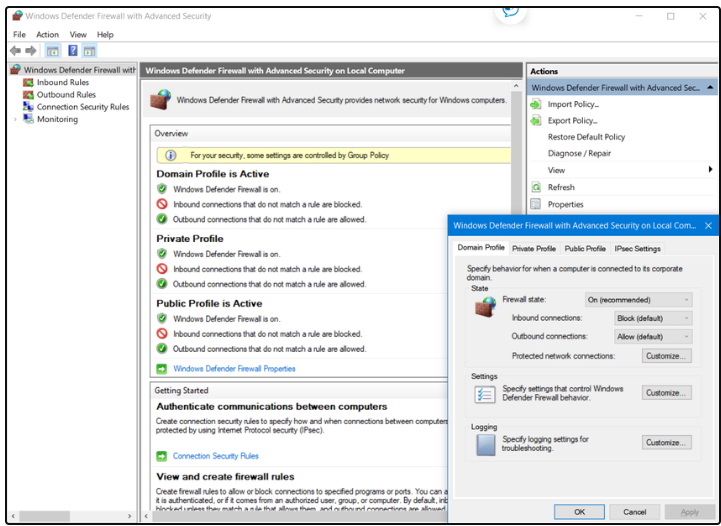 Windows Defender Firewall with Advanced Security
File Action View Help
Windows Defender Firewall with
Inbound Rules
Outbound Rules
Connection Security Rules
Monitoring
Windows Defender Firewall with Advanced Security on Local Computer
Windows Defender Firewall with Advanced Security provides network security for Windows computers.
Overview
For your security, some settings are controlled by Group Policy
Domain Profile is Active
Windows Defender Firewall is on.
Inbound connections that do not match a rule are blocked.
Outbound connections that do not match a rule are allowed.
Private Profile
Windows Defender Firewall is on.
Inbound connections that do not match a rule are blocked.
Outbound connections that do not match a rule are allowed.
Public Profile is Active
Windows Defender Firewall is on.
Inbound connections that do not match a rule are blocked.
Outbound connections that do not match a rule are allowed.
Windows Defender Firewall Properties
Getting Started
Authenticate communications between computers
Create connection security rules to specify how and when connections between computers
protected by using Internet Protocol security (IPsec).
Connection Security Rules
View and create firewall rules
Create firewall rules to allow or block connections to specified programs or ports. You can a
it is authenticated, or if it comes from an authorized user, group, or computer. By default, inb
blocked unless they match a rule that allows them, and outbound connections are allowed
Actions
Windows Defender Firewall with Advanced Sec...
Import Policy...
Export Policy...
Restore Default Policy
Diagnose / Repair
View
Refresh
Properties
Windows Defender Firewall with Advanced Security on Local Com...
Domain Profile Private Profile Public Profile IPsec Settings
Specify behavior for when a computer is connected to its corporate
domain.
State
Firewall state: On (recommended)
Inbound connections: Block (default)
Outbound connections: Allow (default)
Protected network connections: Customize...
Settings
Specify settings that control Windows
Defender Firewall behavior.
Customize...
Logging
Specify logging settings for
troubleshooting.
Customize...
OK Cancel Apply